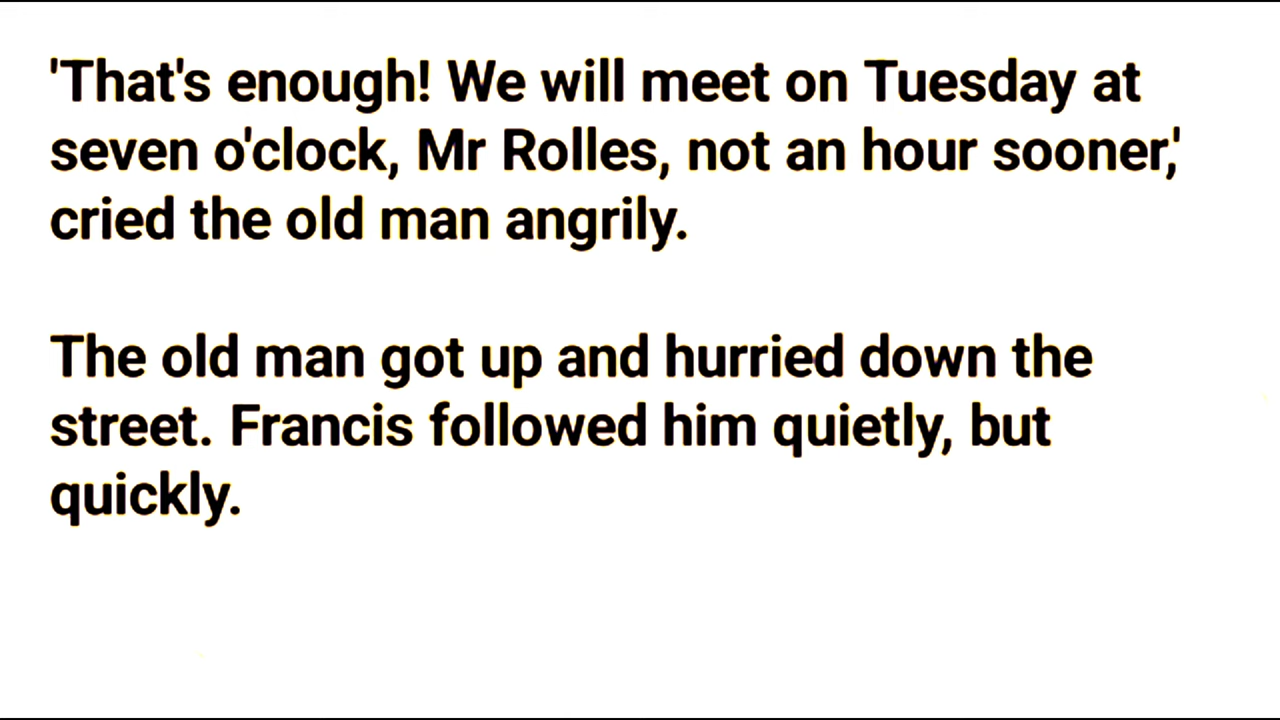 'That's enough! We will meet on Tuesday at
seven o'clock, Mr Rolles, not an hour sooner,'
cried the old man angrily.
The old man got up and hurried down the
street. Francis followed him quietly, but
quickly.